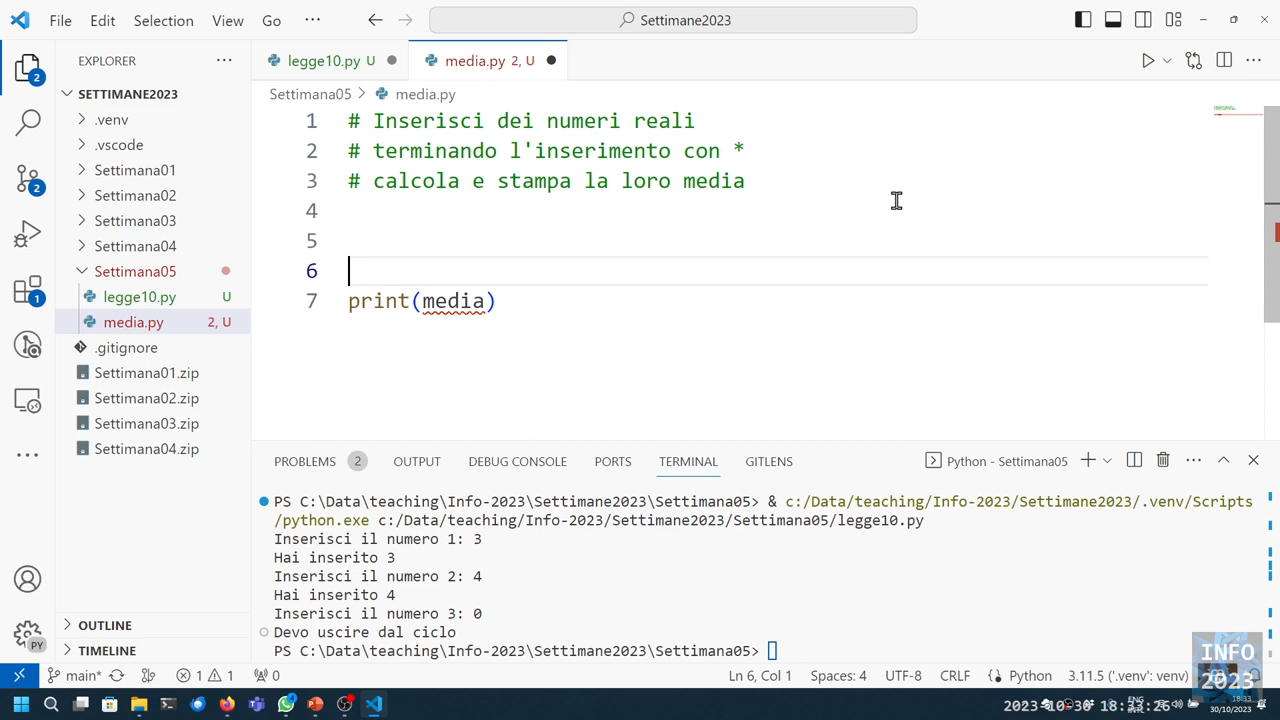 File Edit Selection View Go ··· Settimane2023
EXPLORER ···
legge10.py U
media.py 2, U
SETTIMANE2023
Settimana05 > media.py
.venv
.vscode
Settimana01
Settimana02
Settimana03
Settimana04
Settimana05
legge10.py U
media.py 2, U
.gitignore
Settimana01.zip
Settimana02.zip
Settimana03.zip
Settimana04.zip
OUTLINE
TIMELINE
2
2
1
PY
1 # Inserisci dei numeri reali
2 # terminando l'inserimento con *
3 # calcola e stampa la loro media
4
5
6
7 print(media)
PROBLEMS 2 OUTPUT DEBUG CONSOLE PORTS TERMINAL GITLENS Python - Settimana05
PS C:\Data\teaching\Info-2023\Settimane2023\Settimana05> & c:/Data/teaching/Info-2023/Settimane2023/.venv/Scripts
/python.exe c:/Data/teaching/Info-2023/Settimane2023/Settimana05/legge10.py
Inserisci il numero 1: 3
Hai inserito 3
Inserisci il numero 2: 4
Hai inserito 4
Inserisci il numero 3: 0
Devo uscire dal ciclo
PS C:\Data\teaching\Info-2023\Settimane2023\Settimana05>
main* 1 1 0 Ln 6, Col 1 Spaces: 4 UTF-8 CRLF Python 3.11.5 ('.venv': venv)
INFO
2023
ENG
18:33
30/10/2023